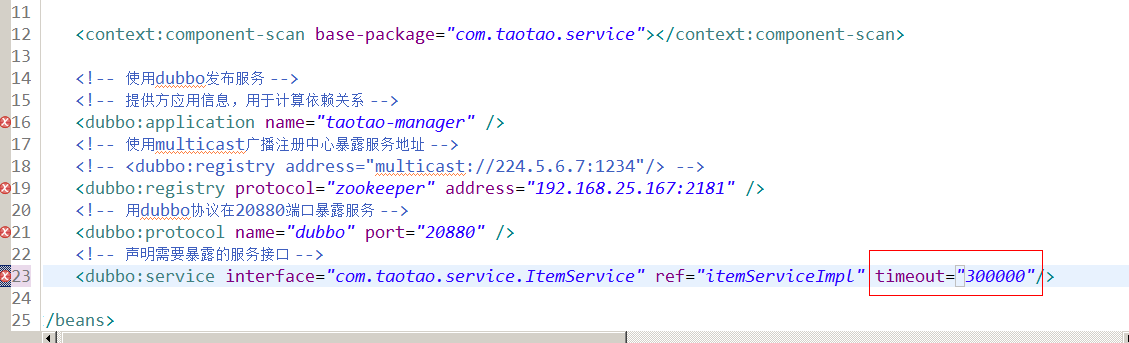 11
12 <context:component-scan base-package="com.taotao.service"></context:component-scan>
13
14 <!-- 使用dubbo发布服务 -->
15 <!-- 提供方应用信息，用于计算依赖关系 -->
16 <dubbo:application name="taotao-manager" />
17 <!-- 使用multicast广播注册中心暴露服务地址 -->
18 <!-- <dubbo:registry address="multicast://224.5.6.7:1234"/> -->
19 <dubbo:registry protocol="zookeeper" address="192.168.25.167:2181" />
20 <!-- 用dubbo协议在20880端口暴露服务 -->
21 <dubbo:protocol name="dubbo" port="20880" />
22 <!-- 声明需要暴露的服务接口 -->
23 <dubbo:service interface="com.taotao.service.ItemService" ref="itemServiceImpl" timeout="300000"/>
24
25 /beans>